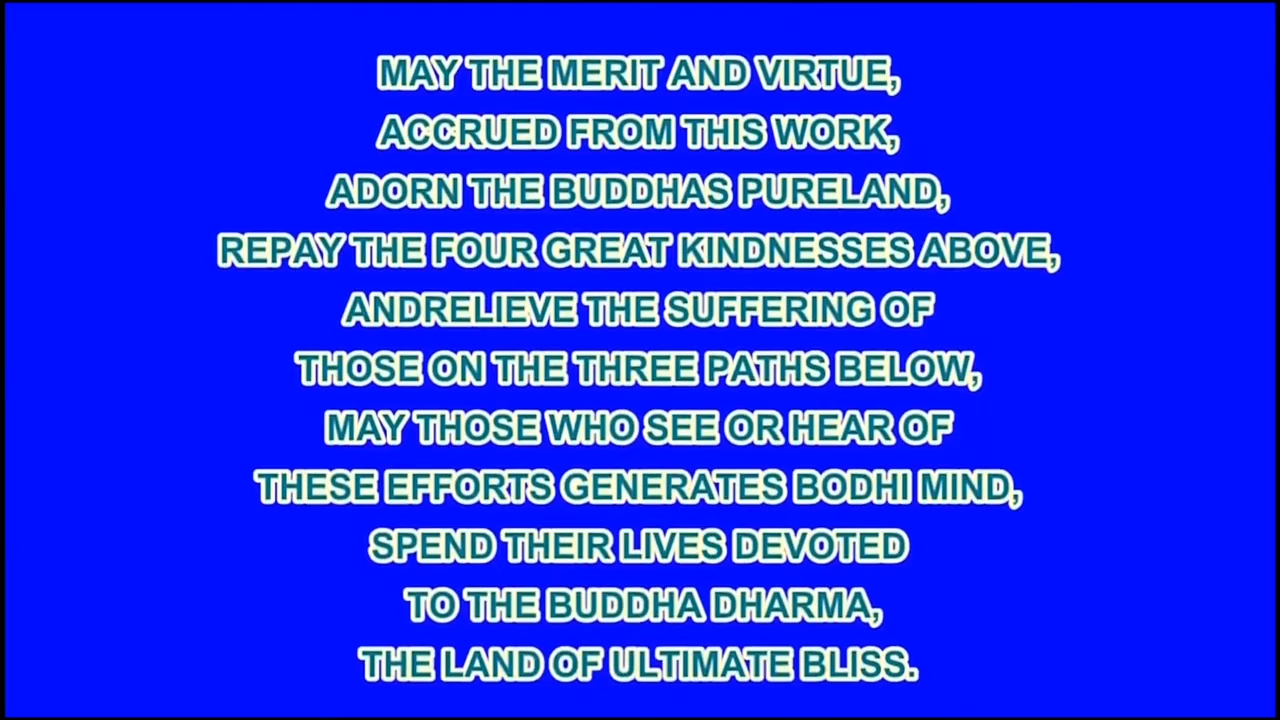 MAY THE MERIT AND VIRTUE,
ACCRUED FROM THIS WORK,
ADORN THE BUDDHAS PURELAND,
REPAY THE FOUR GREAT KINDNESSES ABOVE,
ANDRELIEVE THE SUFFERING OF
THOSE ON THE THREE PATHS BELOW,
MAY THOSE WHO SEE OR HEAR OF
THESE EFFORTS GENERATES BODHI MIND,
SPEND THEIR LIVES DEVOTED
TO THE BUDDHA DHARMA,
THE LAND OF ULTIMATE BLISS.